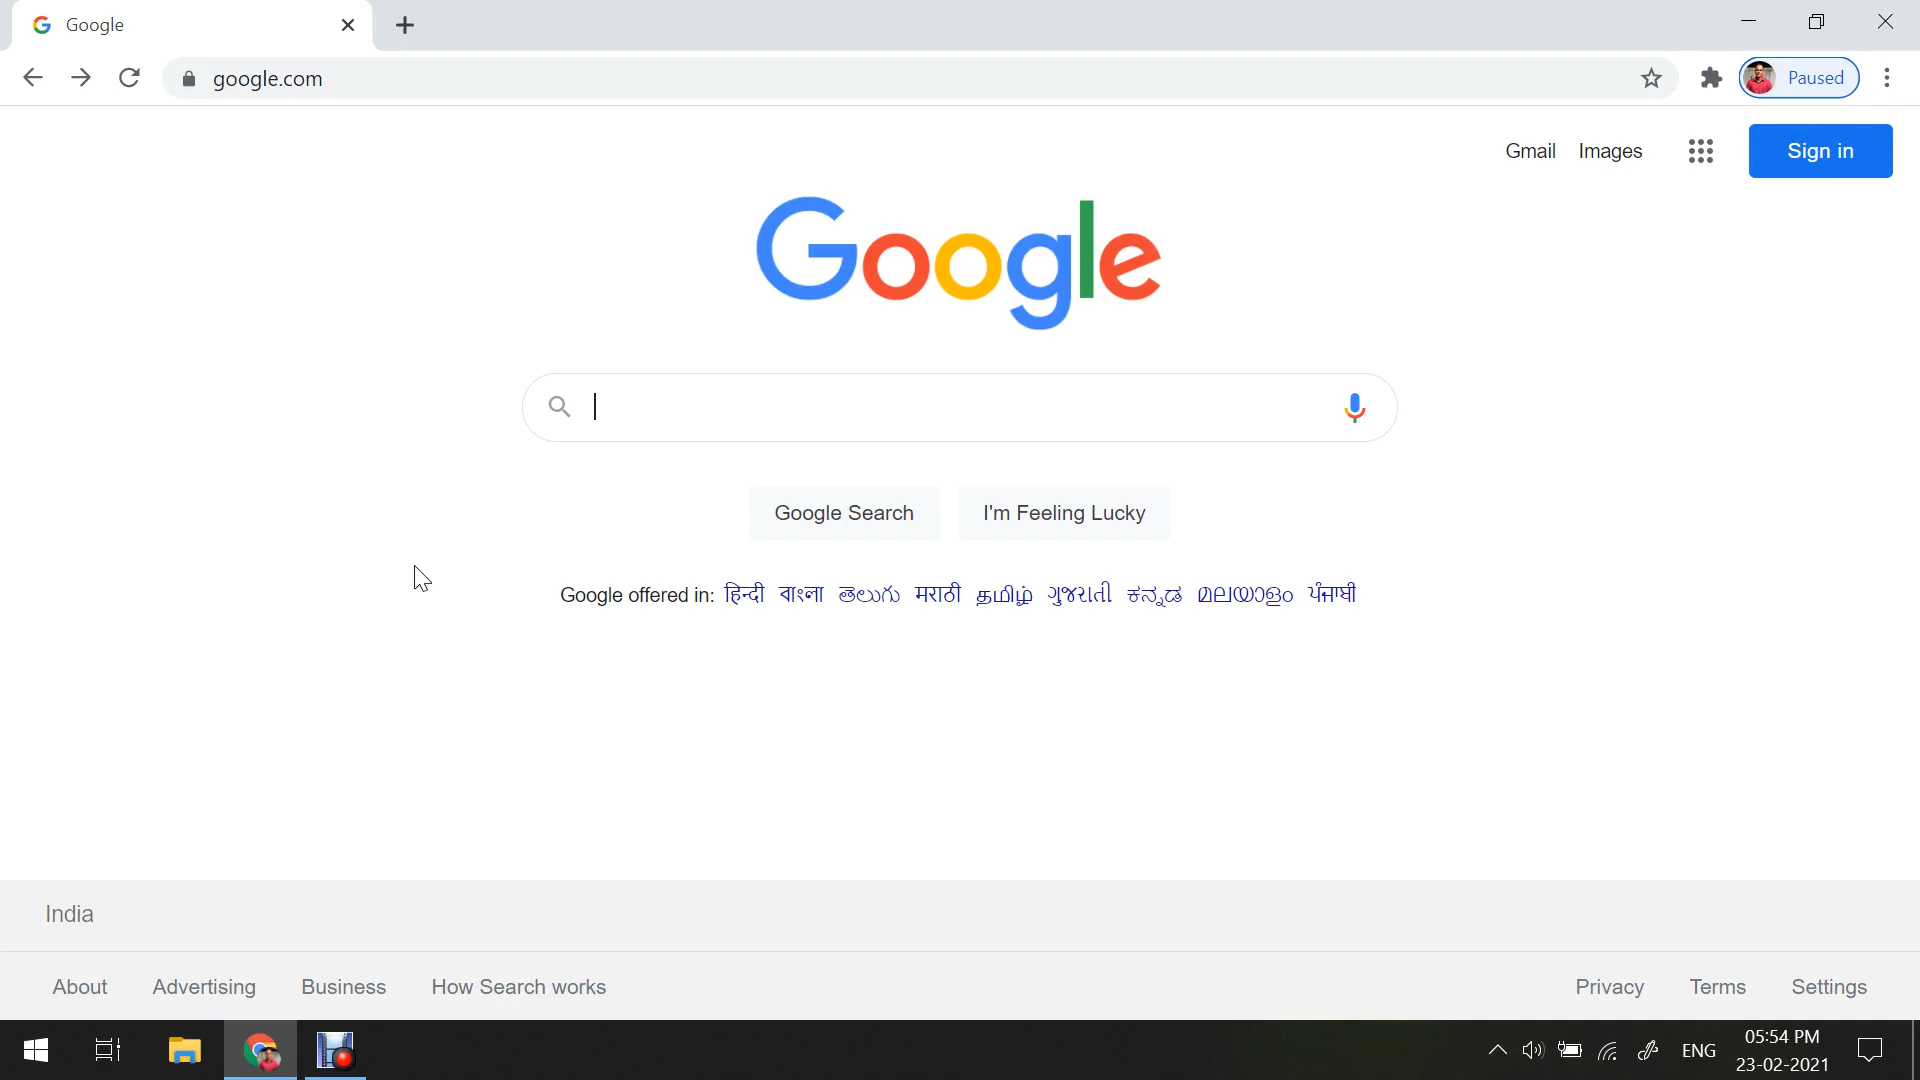 Google
google.com
Paused
Gmail Images Sign in
Google
Google Search I'm Feeling Lucky
Google offered in: हिन्दी বাংলা తెలుగు मराठी தமிழ் ગુજરાતી ಕನ್ನಡ മലയാളം ਪੰਜਾਬੀ
India
About Advertising Business How Search works Privacy Terms Settings
ENG
05:54 PM
23-02-2021